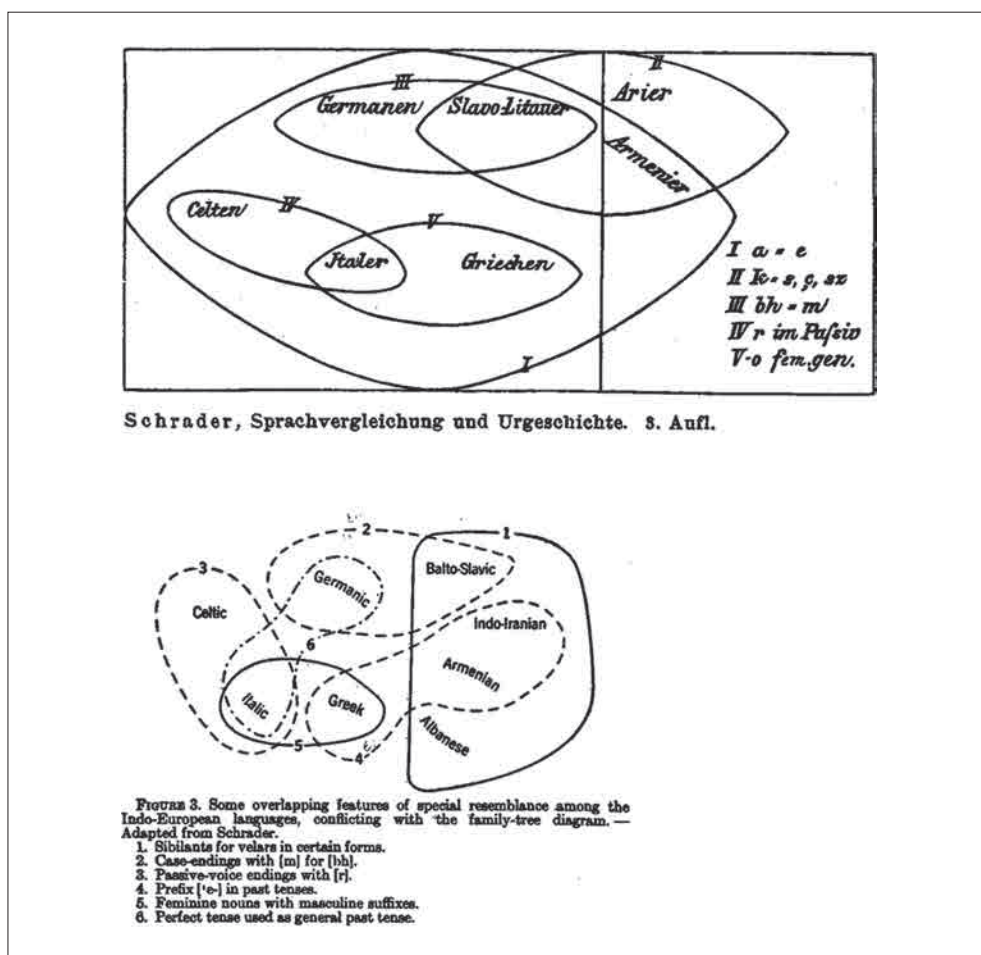 III
II
Germanen Slavo-Litauer Arier
Armenier
Celten IV V
Italer Griechen
I a = e
II k = s, ç, sz
III bh = m
IV r im Paſsiv
I V -o fem. gen.
Schrader, Sprachvergleichung und Urgeschichte. 3. Aufl.
2 1
3 Germanic Balto-Slavic
Celtic Indo-Iranian
6
Armenian
Italic Greek
Albanese
5 4
FIGURE 3. Some overlapping features of special resemblance among the
Indo-European languages, conflicting with the family-tree diagram. —
Adapted from Schrader.
1. Sibilants for velars in certain forms.
2. Case-endings with [m] for [bh].
3. Passive-voice endings with [r].
4. Prefix ['e-] in past tenses.
5. Feminine nouns with masculine suffixes.
6. Perfect tense used as general past tense.